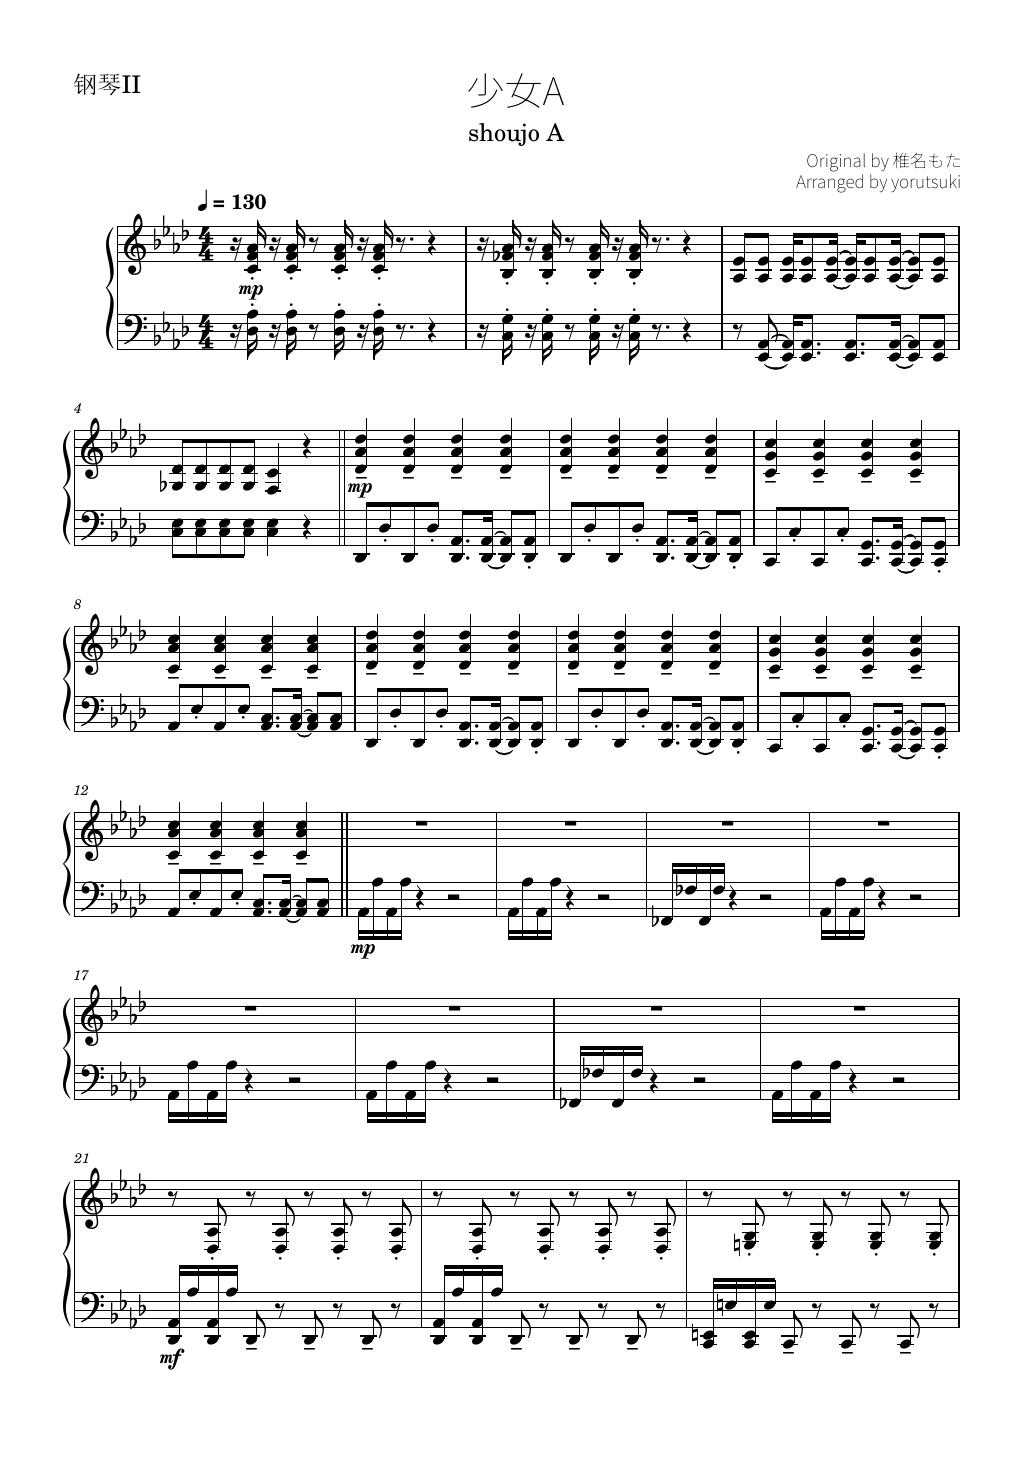 钢琴II
少女A
shoujo A
Original by 椎名もた
Arranged by yorutsuki
♩ = 130
mp
4
mp
8
12
mp
17
21
mf